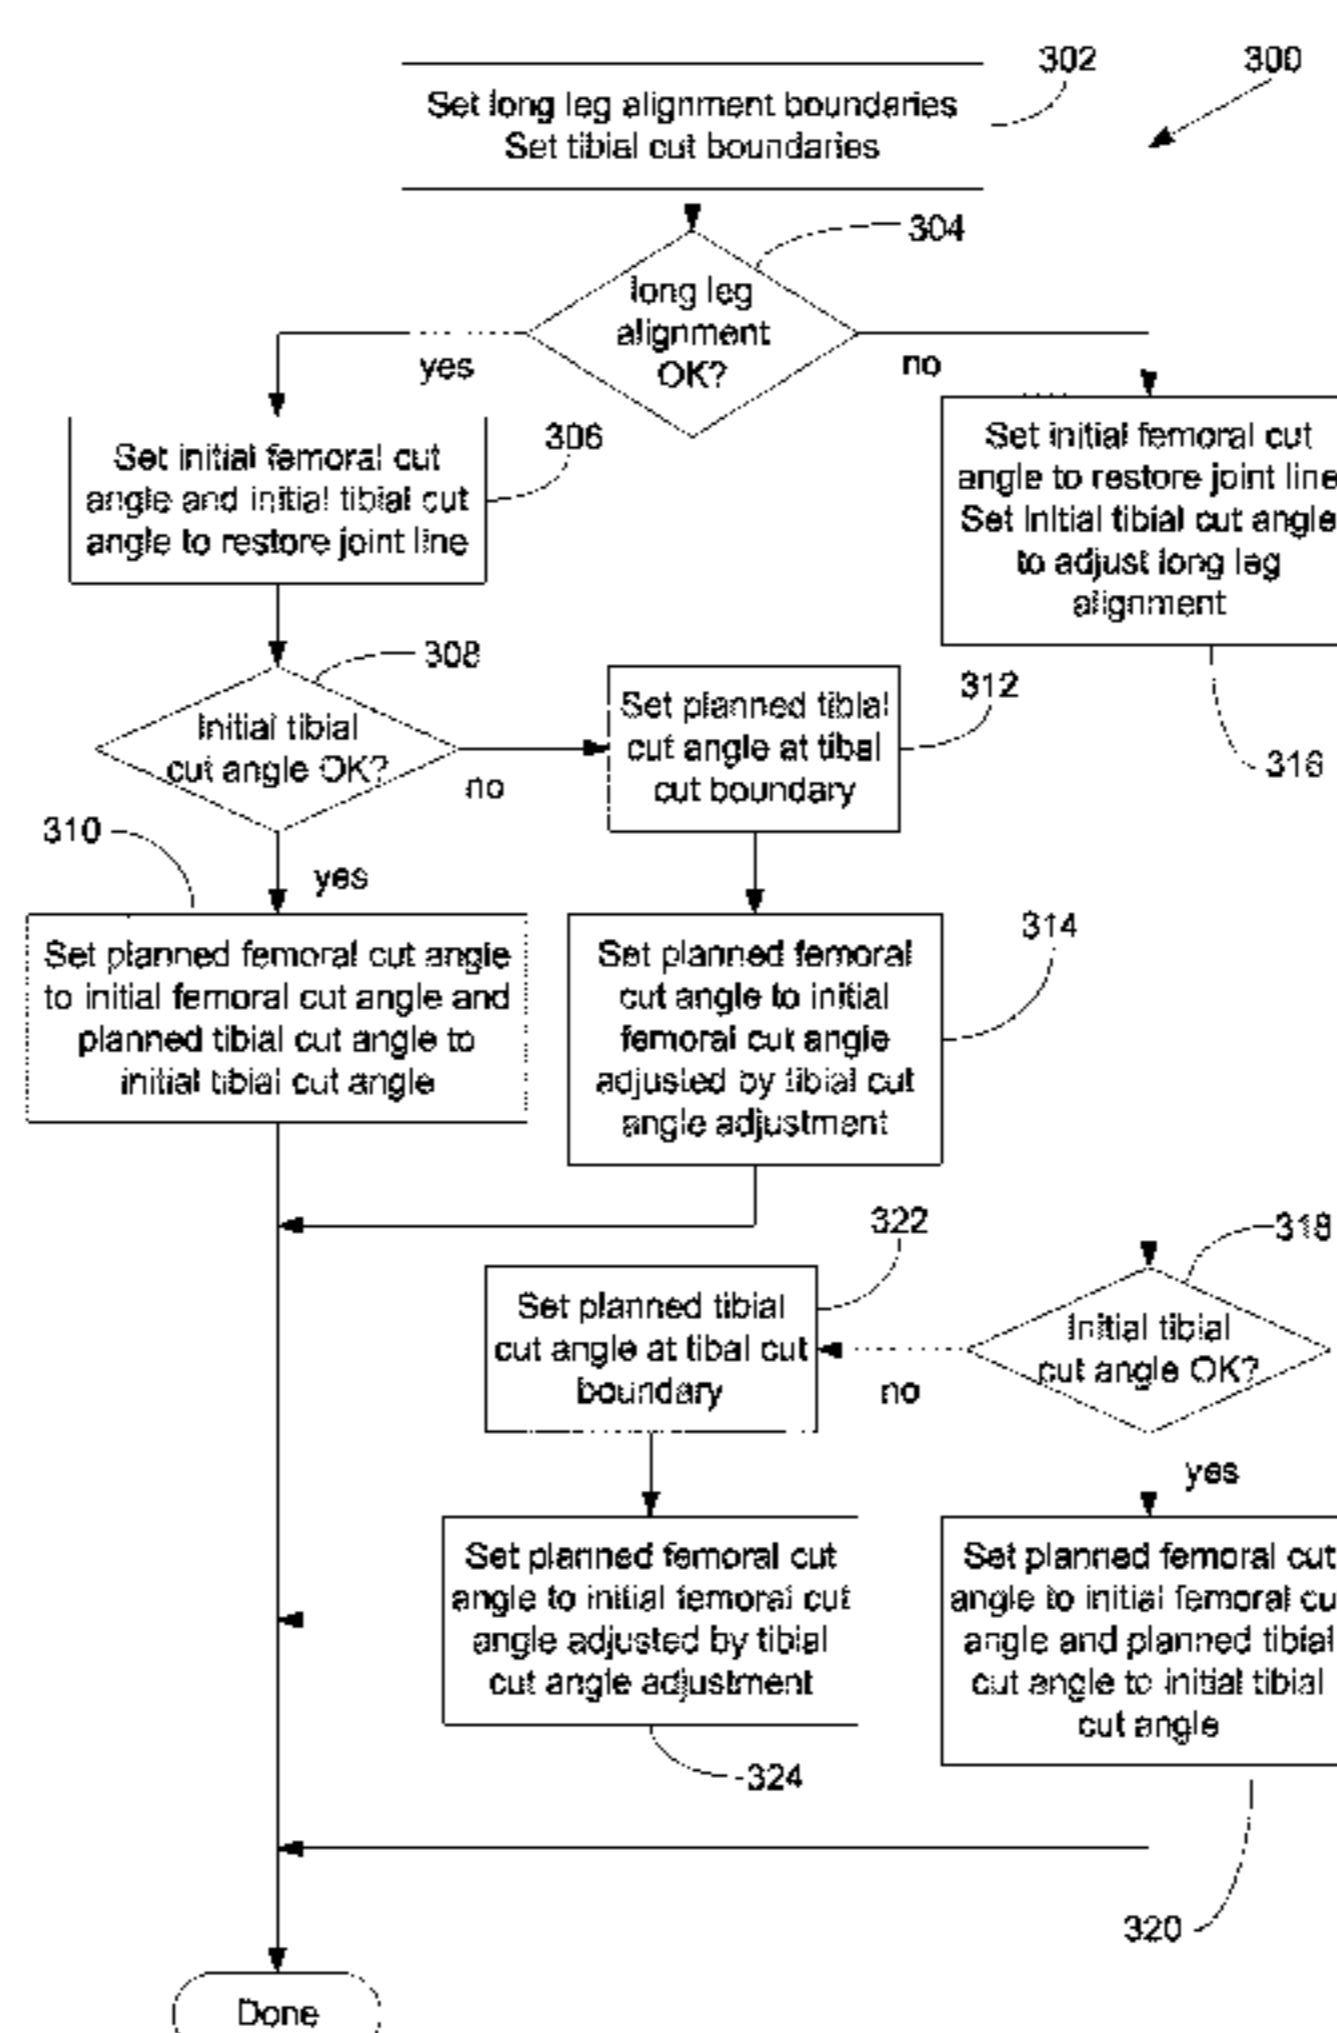 302
300
Set long leg alignment boundaries
Set tibial cut boundaries
304
long leg
alignment
OK?
yes
no
306
Set initial femoral cut
angle and initial tibial cut
angle to restore joint line
Set initial femoral cut
angle to restore joint line
Set initial tibial cut angle
to adjust long leg
alignment
308
Initial tibial
cut angle OK?
no
312
Set planned tibial
cut angle at tibal
cut boundary
316
310
yes
Set planned femoral cut angle
to initial femoral cut angle and
planned tibial cut angle to
initial tibial cut angle
314
Set planned femoral
cut angle to initial
femoral cut angle
adjusted by tibial cut
angle adjustment
322
318
Set planned tibial
cut angle at tibal cut
boundary
Initial tibial
cut angle OK?
no
yes
Set planned femoral cut
angle to initial femoral cut
angle adjusted by tibial
cut angle adjustment
324
Set planned femoral cut
angle to initial femoral cu
angle and planned tibial
cut angle to initial tibial
cut angle
320
Done